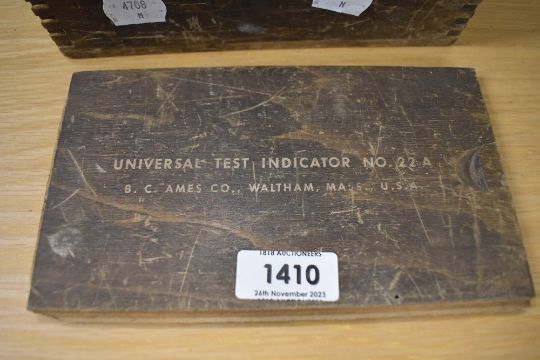 4708
M
N
UNIVERSAL TEST INDICATOR NO. 22 A
B. C. AMES CO., WALTHAM, MASS., U.S.A.
1818 AUCTIONEERS
1410
26th November 2023